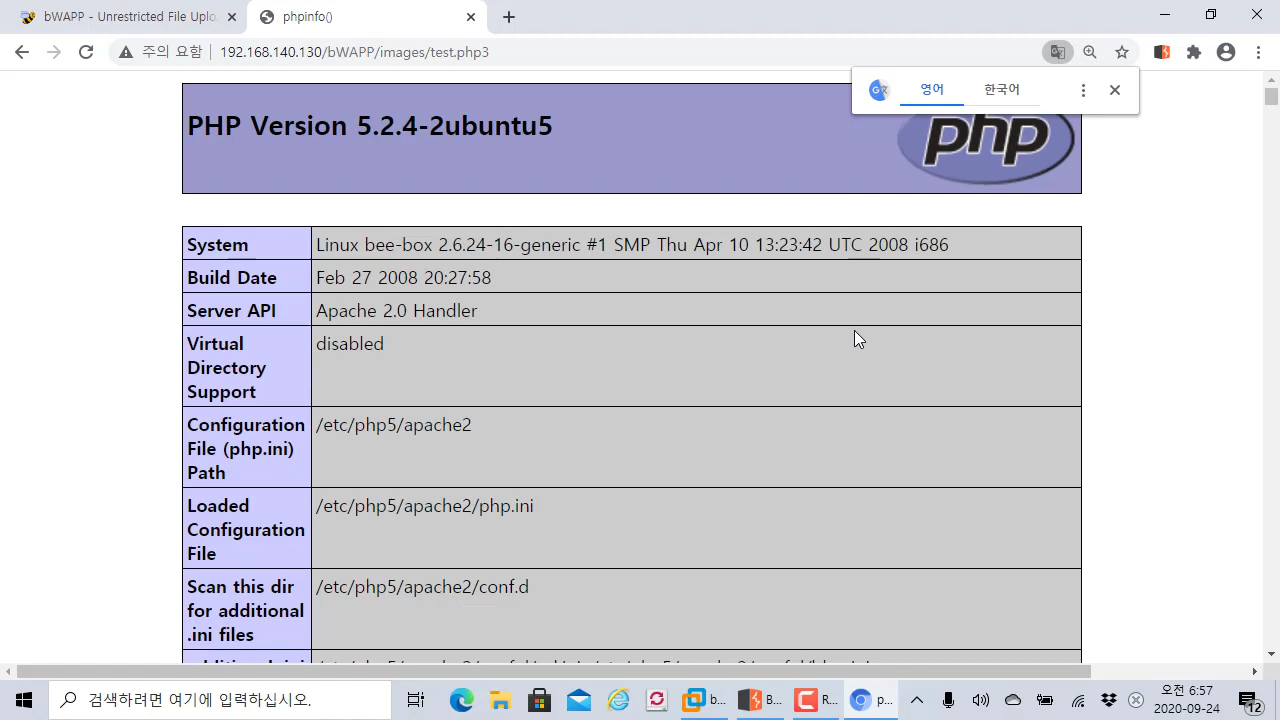 bWAPP - Unrestricted File Uplo
phpinfo()
주의 요함
192.168.140.130/bWAPP/images/test.php3
영어
한국어
PHP Version 5.2.4-2ubuntu5
php
System
Linux bee-box 2.6.24-16-generic #1 SMP Thu Apr 10 13:23:42 UTC 2008 i686
Build Date
Feb 27 2008 20:27:58
Server API
Apache 2.0 Handler
Virtual
Directory
Support
disabled
Configuration
File (php.ini)
Path
/etc/php5/apache2
Loaded
Configuration
File
/etc/php5/apache2/php.ini
Scan this dir
for additional
.ini files
/etc/php5/apache2/conf.d
검색하려면 여기에 입력하십시오.
b...
B...
R...
p...
오전 6:57
2020-09-24
12